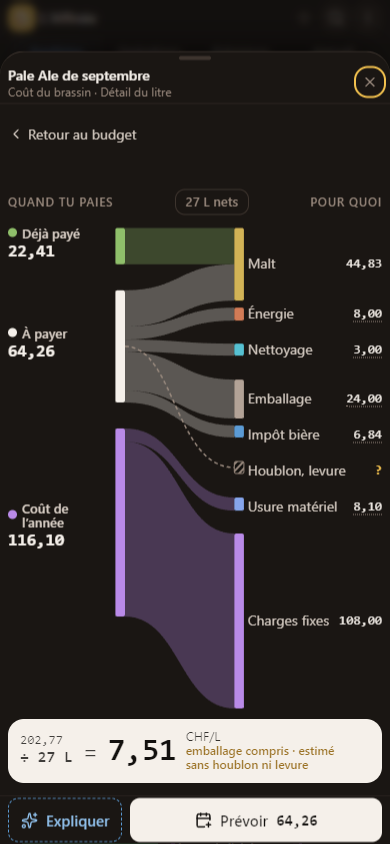 Pale Ale de septembre
Coût du brassin · Détail du litre
Retour au budget
QUAND TU PAIES
27 L nets
POUR QUOI
Déjà payé
22,41
Malt 44,83
Énergie 8,00
À payer
64,26
Nettoyage 3,00
Emballage 24,00
Impôt bière 6,84
Houblon, levure ?
Usure matériel 8,10
Coût de
l'année
116,10
Charges fixes 108,00
202,77
÷ 27 L
= 7,51
CHF/L
emballage compris · estimé
sans houblon ni levure
Expliquer
Prévoir 64,26